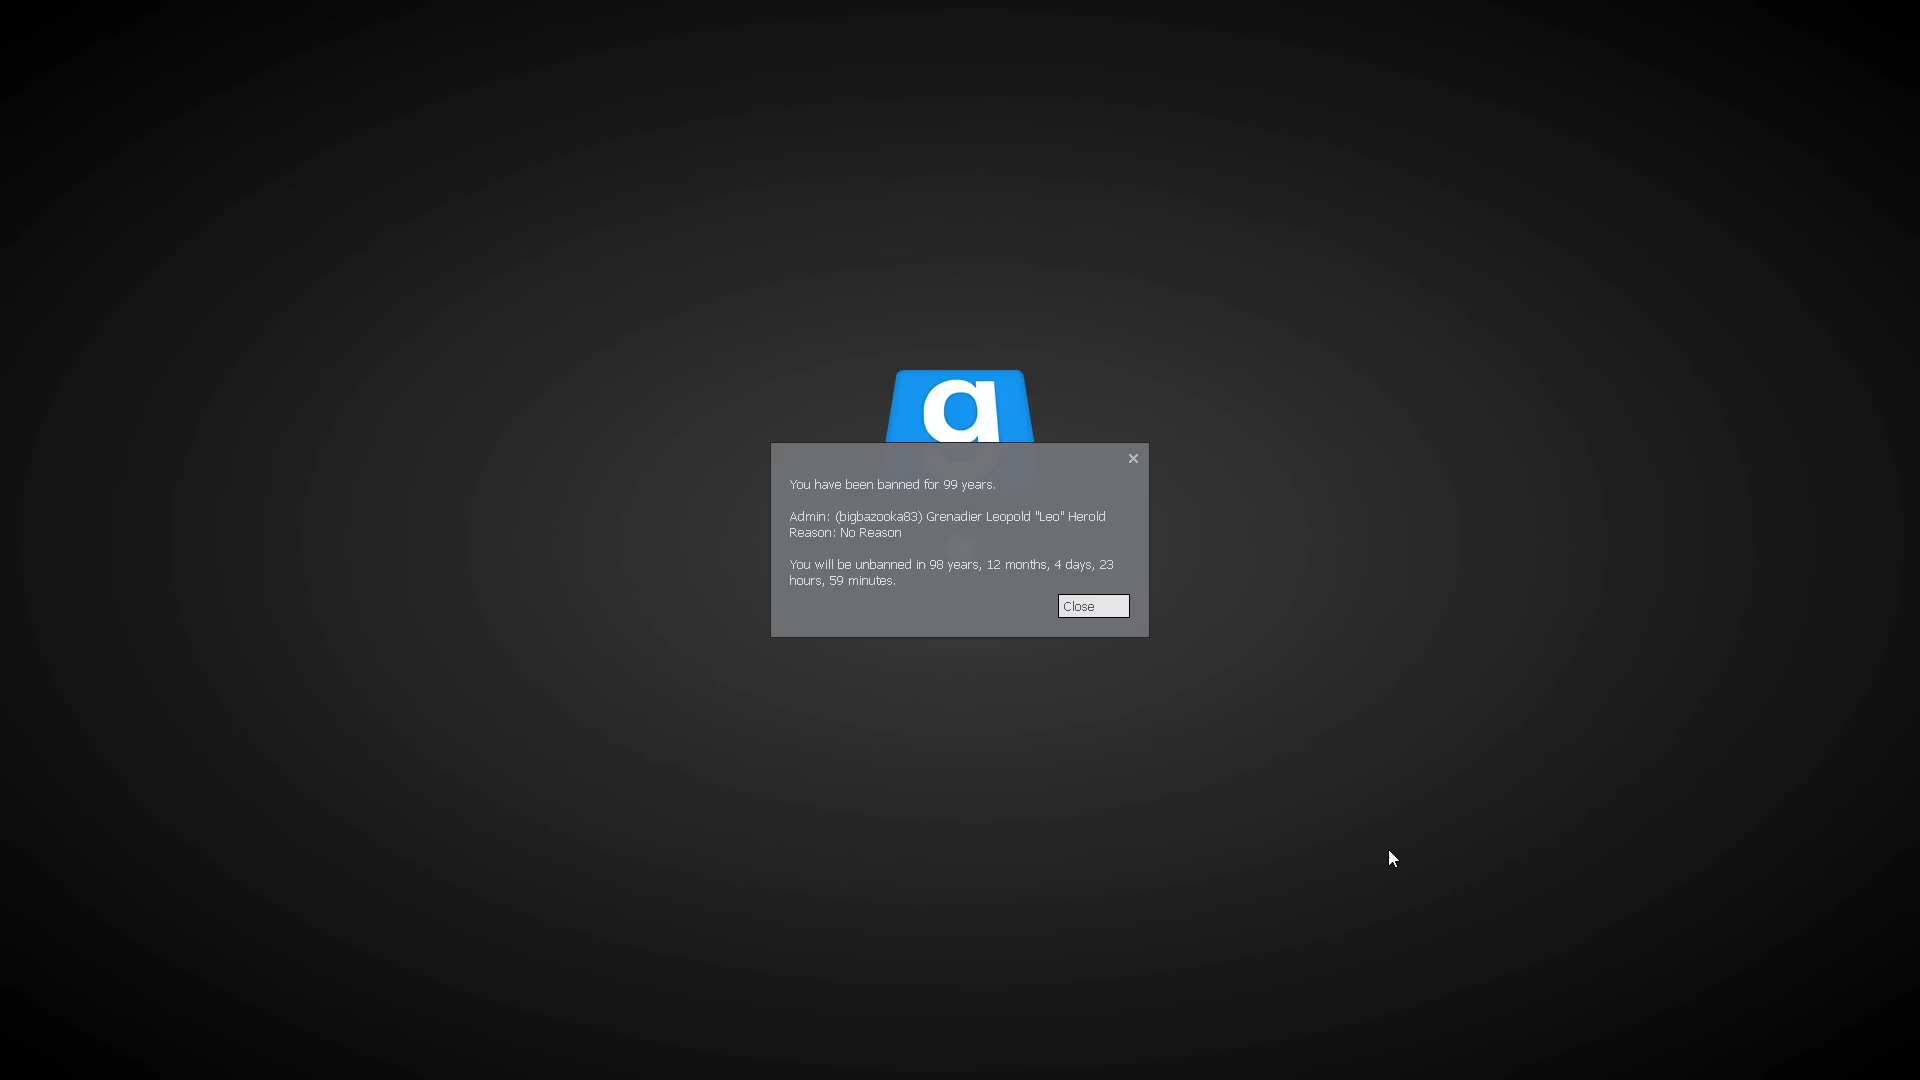 g
You have been banned for 99 years.
Admin: (bigbazooka83) Grenadier Leopold "Leo" Herold
Reason: No Reason
You will be unbanned in 98 years, 12 months, 4 days, 23
hours, 59 minutes.
Close